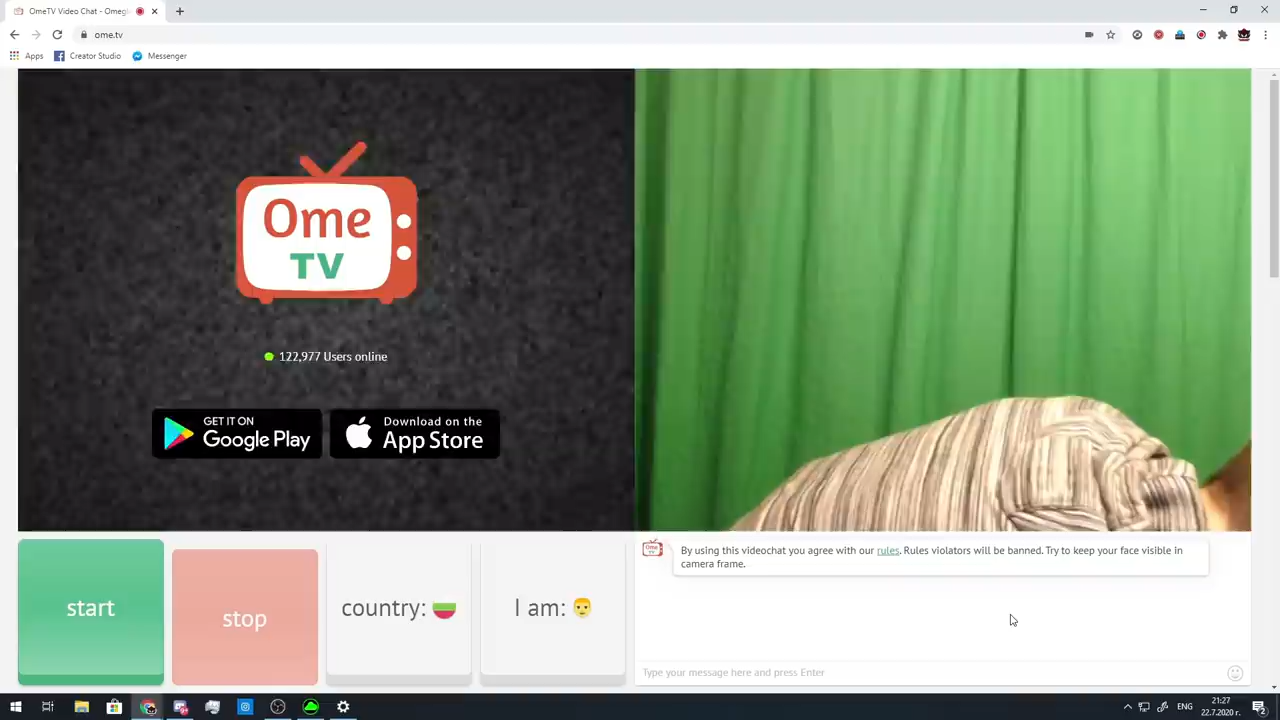 OmeTV Video Chat - Omegl
ome.tv
Apps
Creator Studio
Messenger
Ome
TV
122,977 Users online
GET IT ON
Google Play
Download on the
App Store
start
stop
country:
I am:
Ome
TV
By using this videochat you agree with our rules. Rules violators will be banned. Try to keep your face visible in
camera frame.
Type your message here and press Enter
ENG
21:27
22.7.2020 г.
2